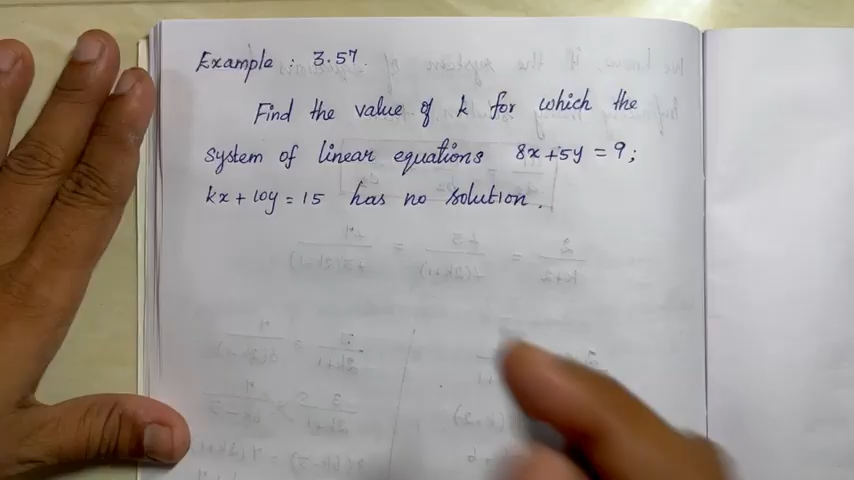 Example : 3.57.
Find the value of k for which the
system of linear equations 8x+5y = 9;
kx + 10y = 15 has no solution.